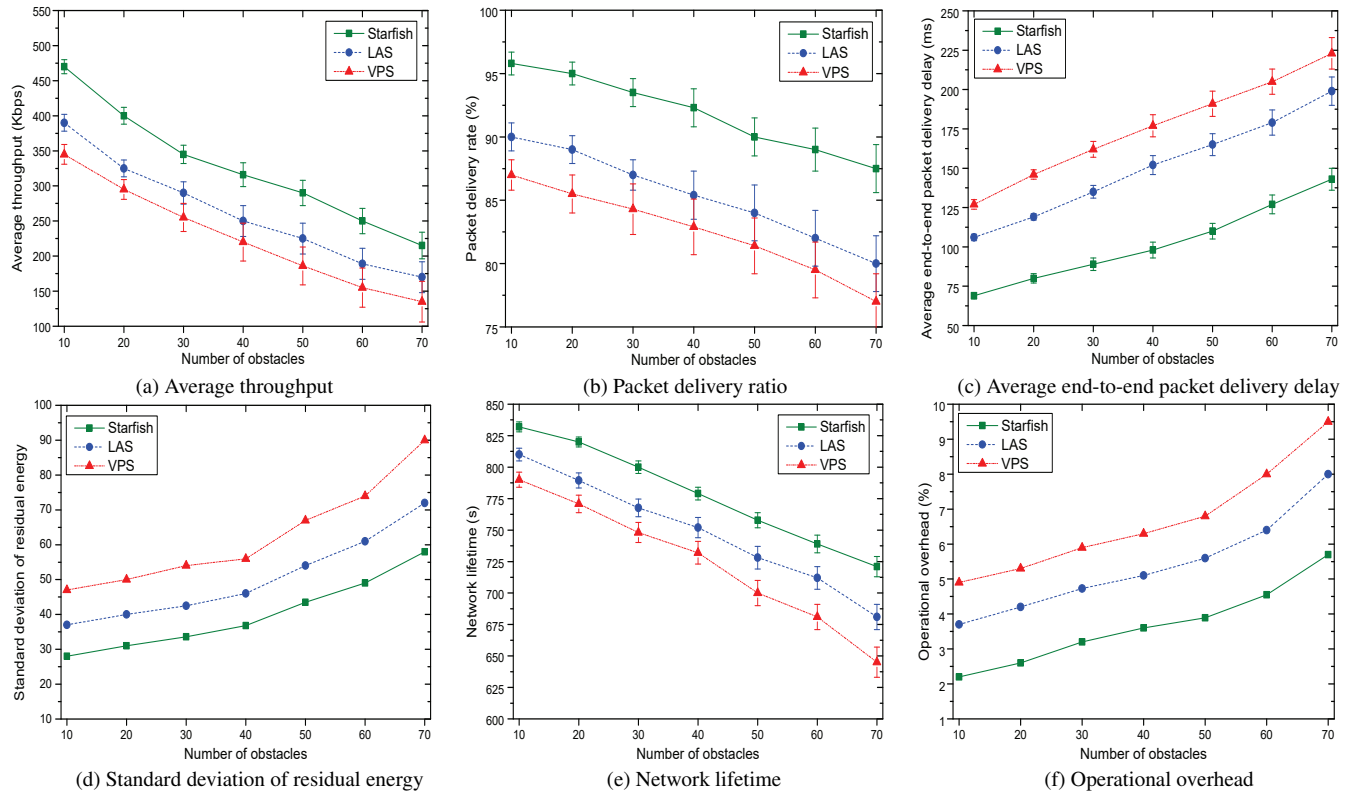 550
500
450
400
350
300
250
200
150
100
Average throughput (Kbps)
Starfish
LAS
VPS
10 20 30 40 50 60 70
Number of obstacles
(a) Average throughput
100
95
90
85
80
75
Packet delivery rate (%)
Starfish
LAS
VPS
10 20 30 40 50 60 70
Number of obstacles
(b) Packet delivery ratio
250
225
200
175
150
125
100
75
50
Average end-to-end packet delivery delay (ms)
Starfish
LAS
VPS
10 20 30 40 50 60 70
Number of obstacles
(c) Average end-to-end packet delivery delay
100
90
80
70
60
50
40
30
20
10
Standard deviation of residual energy
Starfish
LAS
VPS
10 20 30 40 50 60 70
Number of obstacles
(d) Standard deviation of residual energy
850
825
800
775
750
725
700
675
650
625
600
Network lifetime (s)
Starfish
LAS
VPS
10 20 30 40 50 60 70
Number of obstacles
(e) Network lifetime
10
9
8
7
6
5
4
3
2
1
Operational overhead (%)
Starfish
LAS
VPS
10 20 30 40 50 60 70
Number of obstacles
(f) Operational overhead